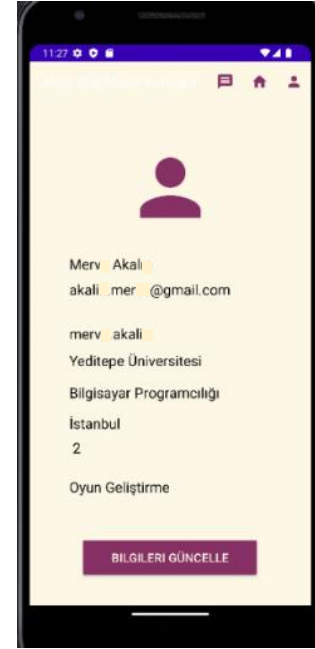 11:27
Merv Akalı
akali mer @gmail.com
merv akali
Yeditepe Üniversitesi
Bilgisayar Programcılığı
İstanbul
2
Oyun Geliştirme
BILGILERI GÜNCELLE